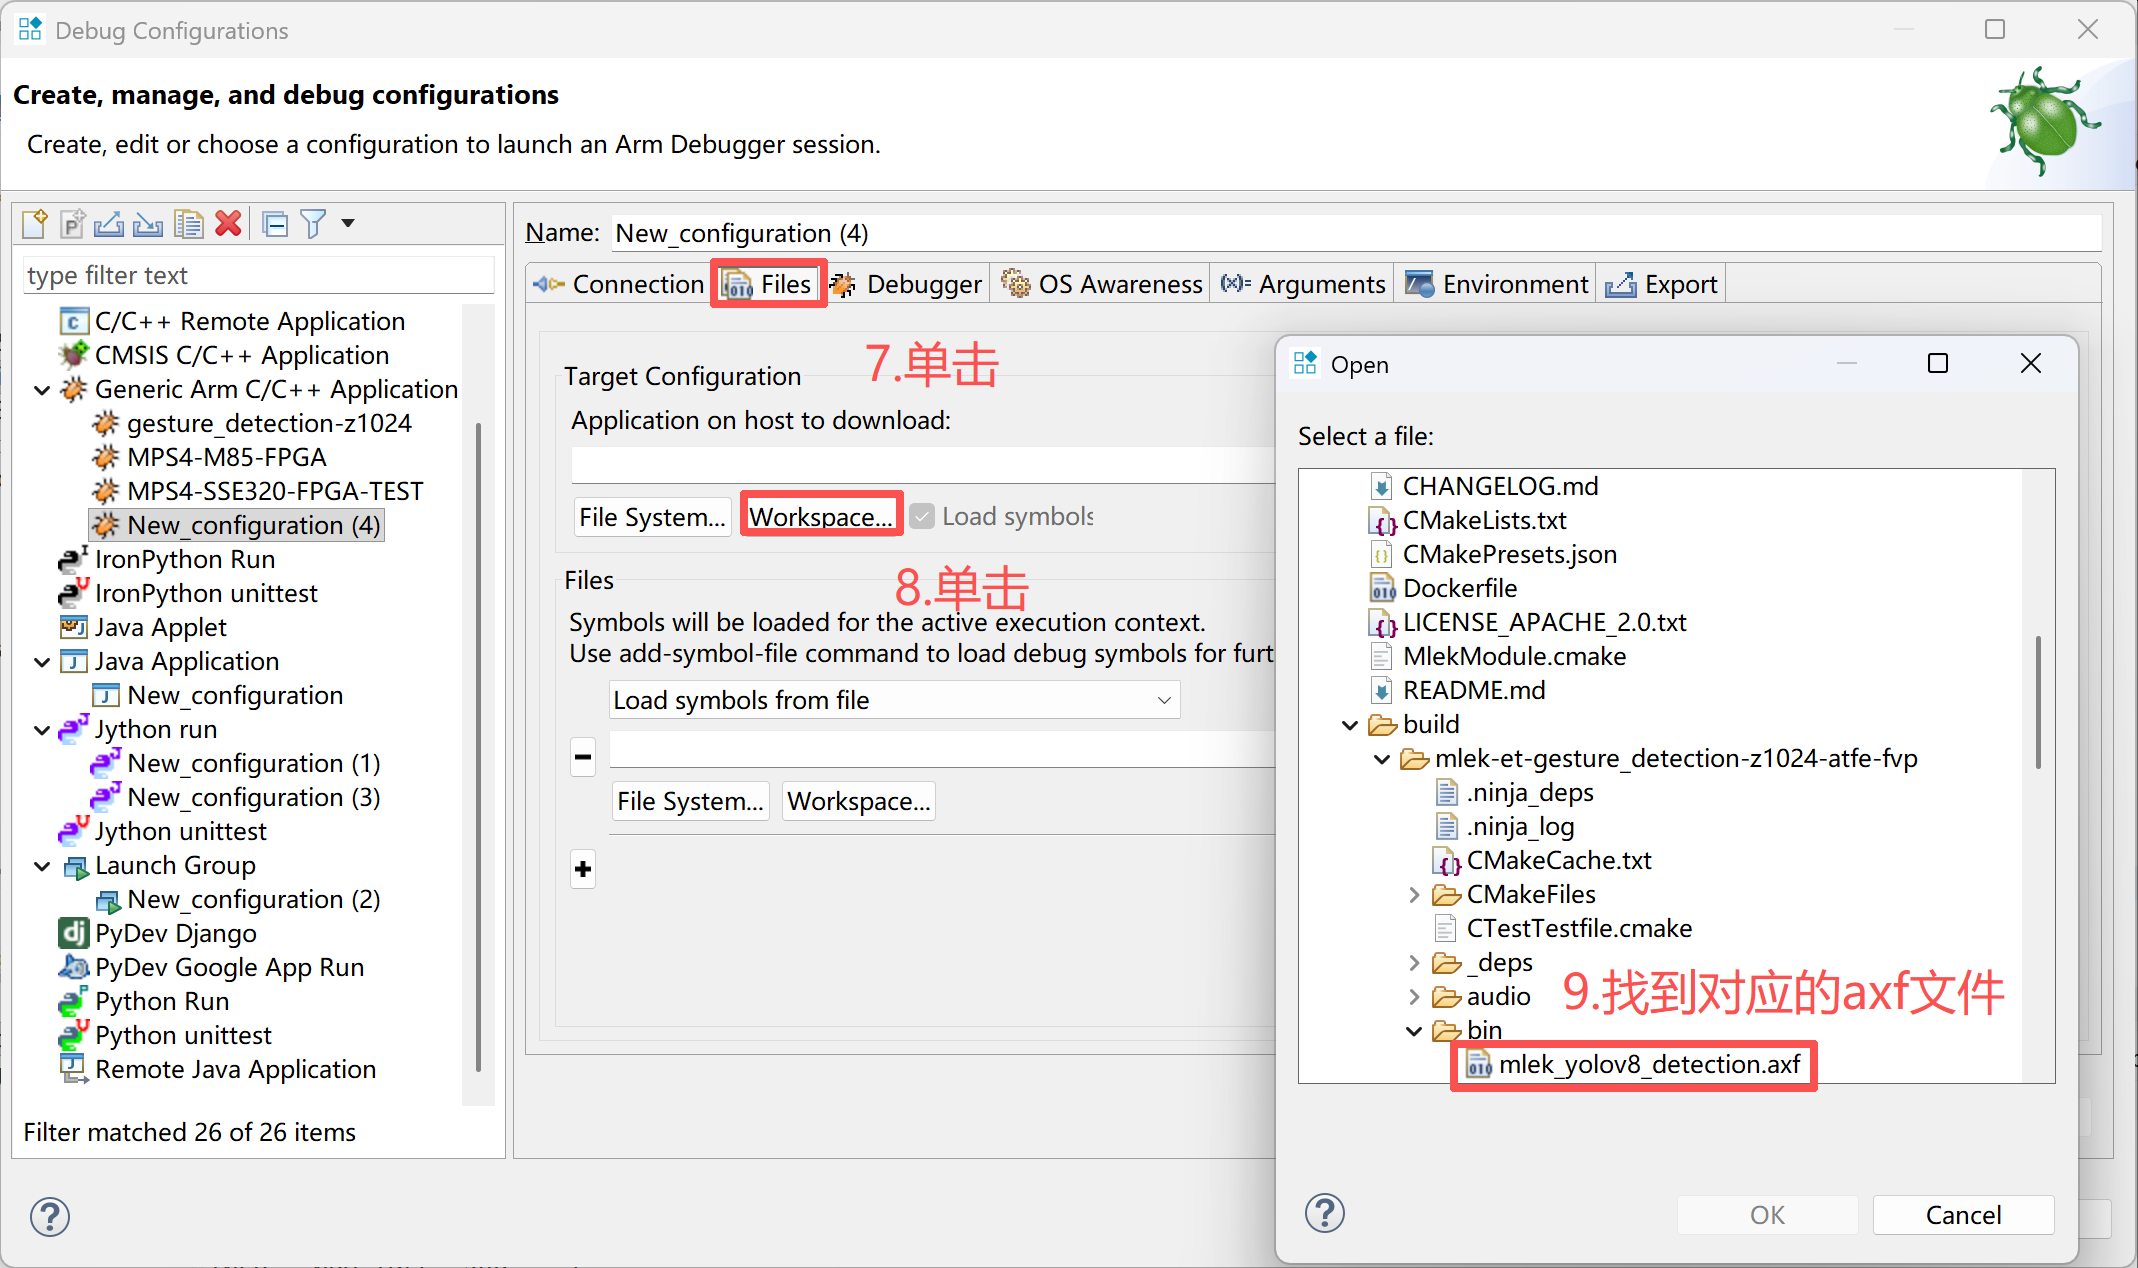 Debug Configurations
Create, manage, and debug configurations
Create, edit or choose a configuration to launch an Arm Debugger session.
type filter text
C/C++ Remote Application
CMSIS C/C++ Application
Generic Arm C/C++ Application
gesture_detection-z1024
MPS4-M85-FPGA
MPS4-SSE320-FPGA-TEST
New_configuration (4)
IronPython Run
IronPython unittest
Java Applet
Java Application
New_configuration
Jython run
New_configuration (1)
New_configuration (3)
Jython unittest
Launch Group
New_configuration (2)
PyDev Django
PyDev Google App Run
Python Run
Python unittest
Remote Java Application
Filter matched 26 of 26 items
Name: New_configuration (4)
Connection Files Debugger OS Awareness Arguments Environment Export
7.单击
Target Configuration
Application on host to download:
File System... Workspace... Load symbols
8.单击
Files
Symbols will be loaded for the active execution context.
Use add-symbol-file command to load debug symbols for furt
Load symbols from file
File System... Workspace...
Open
Select a file:
CHANGELOG.md
CMakeLists.txt
CMakePresets.json
Dockerfile
LICENSE_APACHE_2.0.txt
MlekModule.cmake
README.md
build
mlek-et-gesture_detection-z1024-atfe-fvp
.ninja_deps
.ninja_log
CMakeCache.txt
CMakeFiles
CTestTestfile.cmake
_deps
audio
9.找到对应的axf文件
bin
mlek_yolov8_detection.axf
OK Cancel